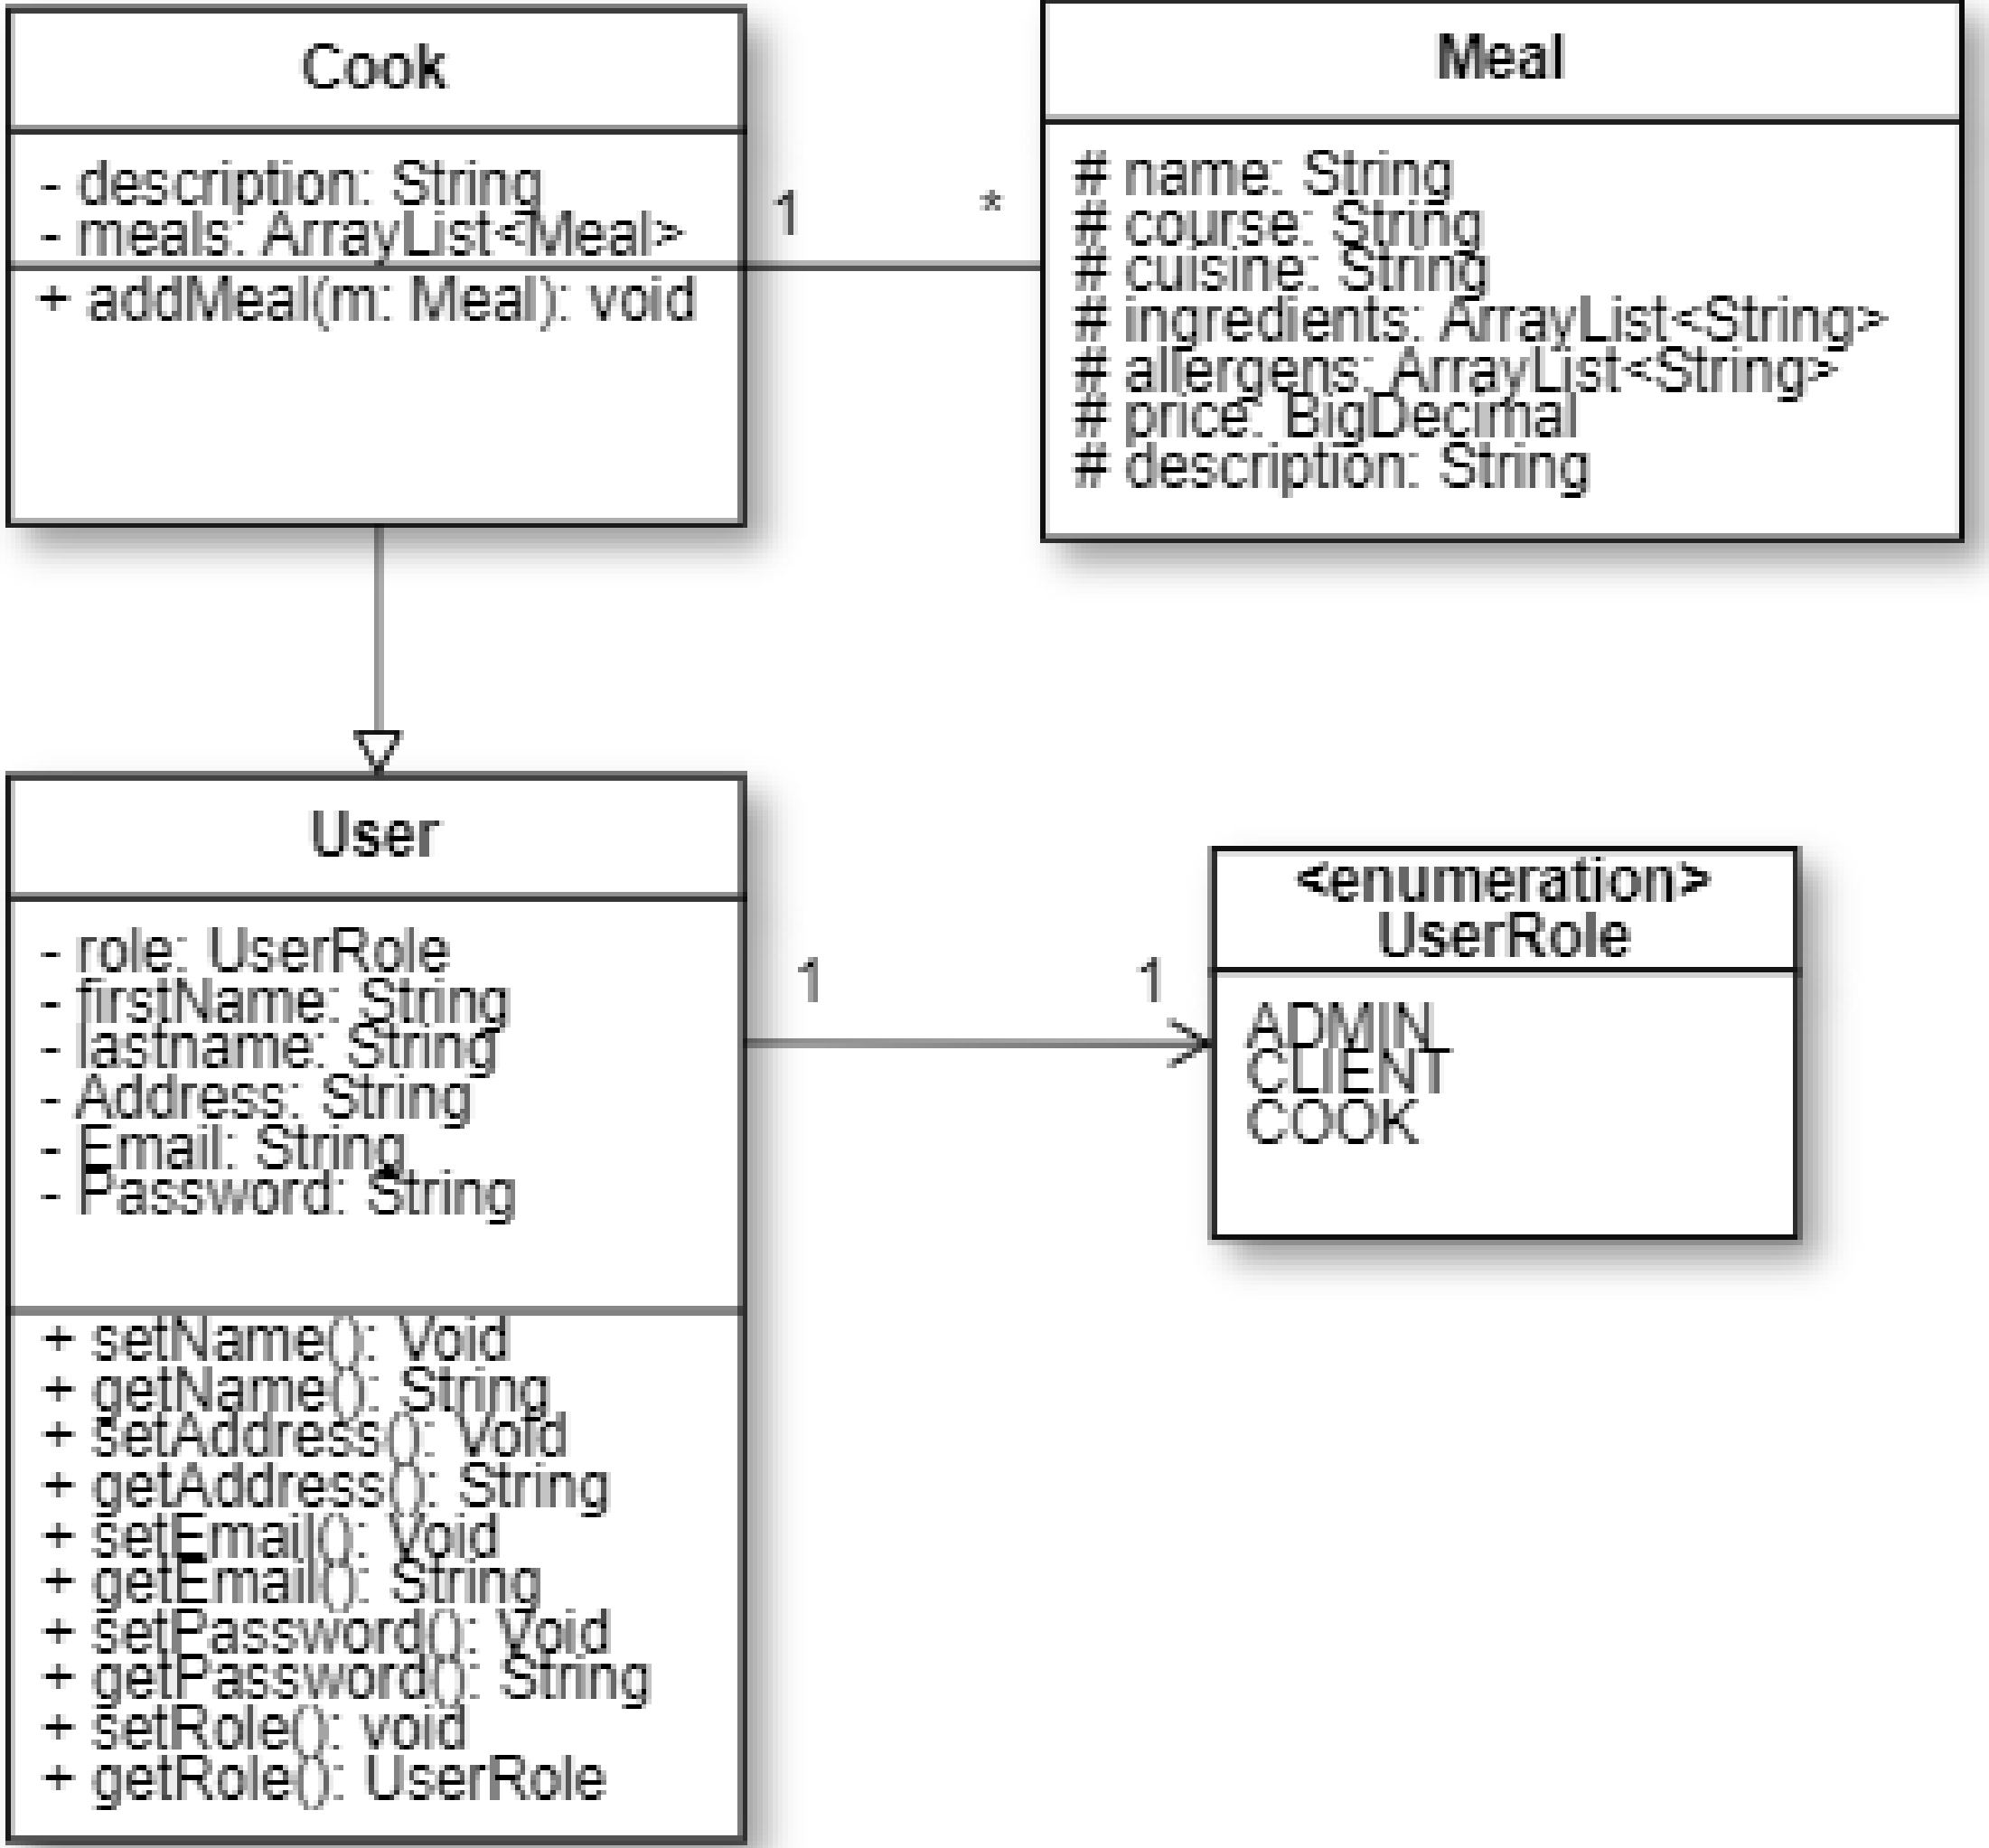 Cook
- description: String
- meals: ArrayList<Meal>
+ addMeal(m: Meal): void
1
*
Meal
# name: String
# course: String
# cuisine: String
# ingredients: ArrayList<String>
# allergens: ArrayList<String>
# price: BigDecimal
# description: String
User
- role: UserRole
- firstName: String
- lastname: String
- Address: String
- Email: String
- Password: String
+ setName(): Void
+ getName(): String
+ setAddress(): Void
+ getAddress(): String
+ setEmail(): Void
+ getEmail(): String
+ setPassword(): Void
+ getPassword(): String
+ setRole(): void
+ getRole(): UserRole
1
1
<enumeration>
UserRole
ADMIN
CLIENT
COOK